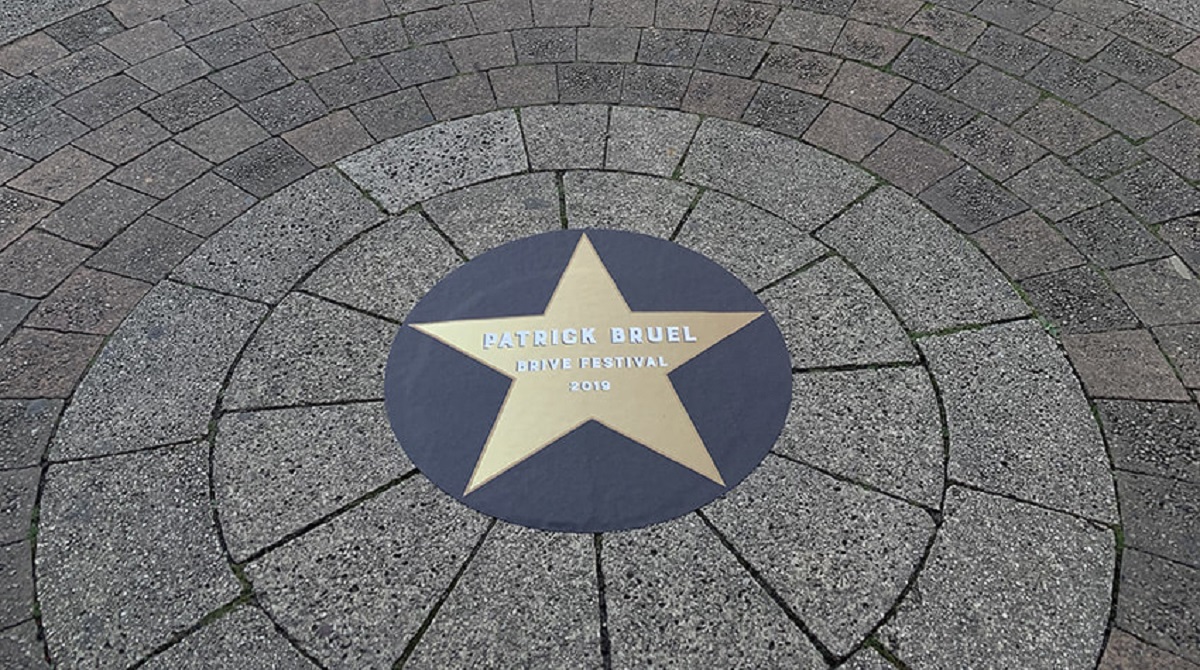 PATRICK BRUEL
BRIVE FESTIVAL
2019